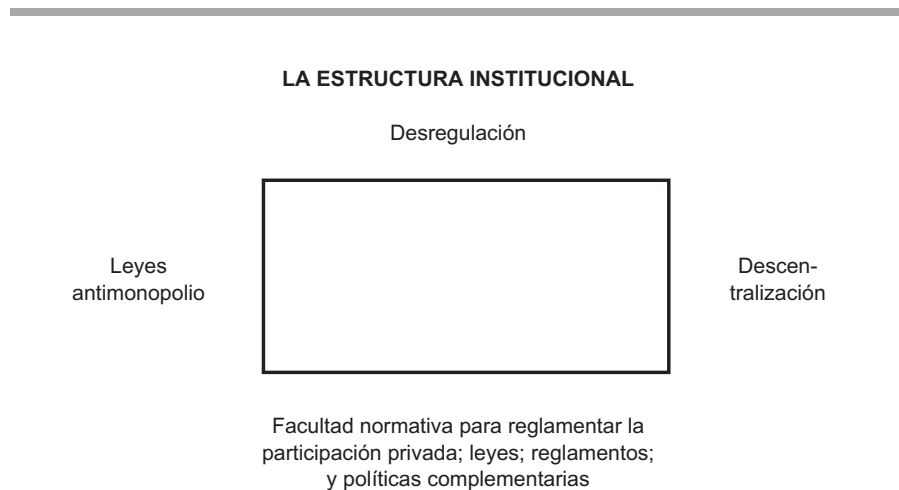 LA ESTRUCTURA INSTITUCIONAL
Desregulación
Leyes
antimonopolio
Descen-
tralización
Facultad normativa para reglamentar la
participación privada; leyes; reglamentos;
y políticas complementarias